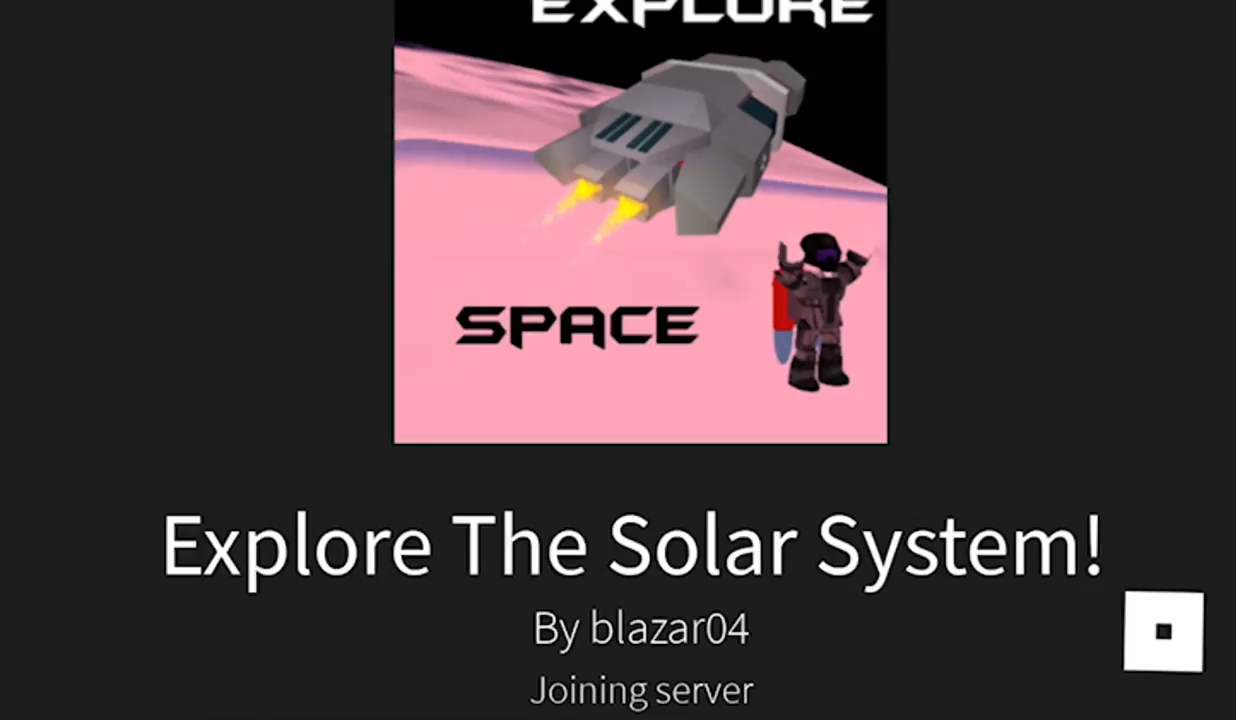 EXPLORE
SPACE
Explore The Solar System!
By blazar04
Joining server